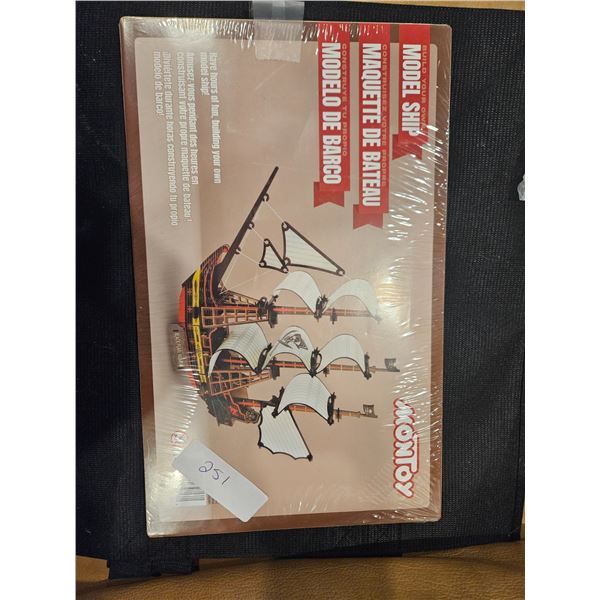 BUILD YOUR OWN
MODEL SHIP
CONSTRUISEZ VOTRE PROPRE
MAQUETTE DE BATEAU
CONSTRUYE TU PROPIO
MODELO DE BARCO
Have hours of fun, building your own
model ship!
Amusez-vous pendant des heures en
construisant votre propre maquette de bateau !
¡Diviértete durante horas construyendo tu propio
modelo de barco!
MONTOY
251